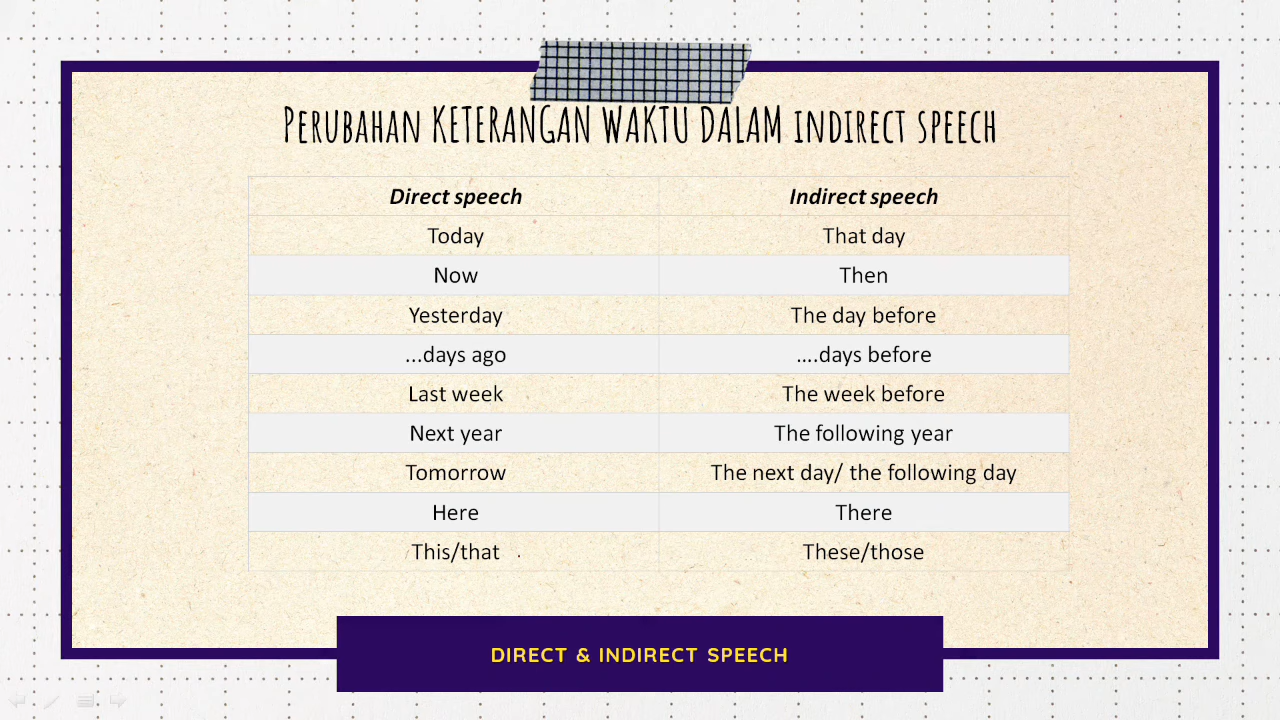 Perubahan KETERANGAN WAKTU DALAM indirect speech
Direct speech Indirect speech
Today That day
Now Then
Yesterday The day before
...days ago ....days before
Last week The week before
Next year The following year
Tomorrow The next day/ the following day
Here There
This/that These/those
DIRECT & INDIRECT SPEECH